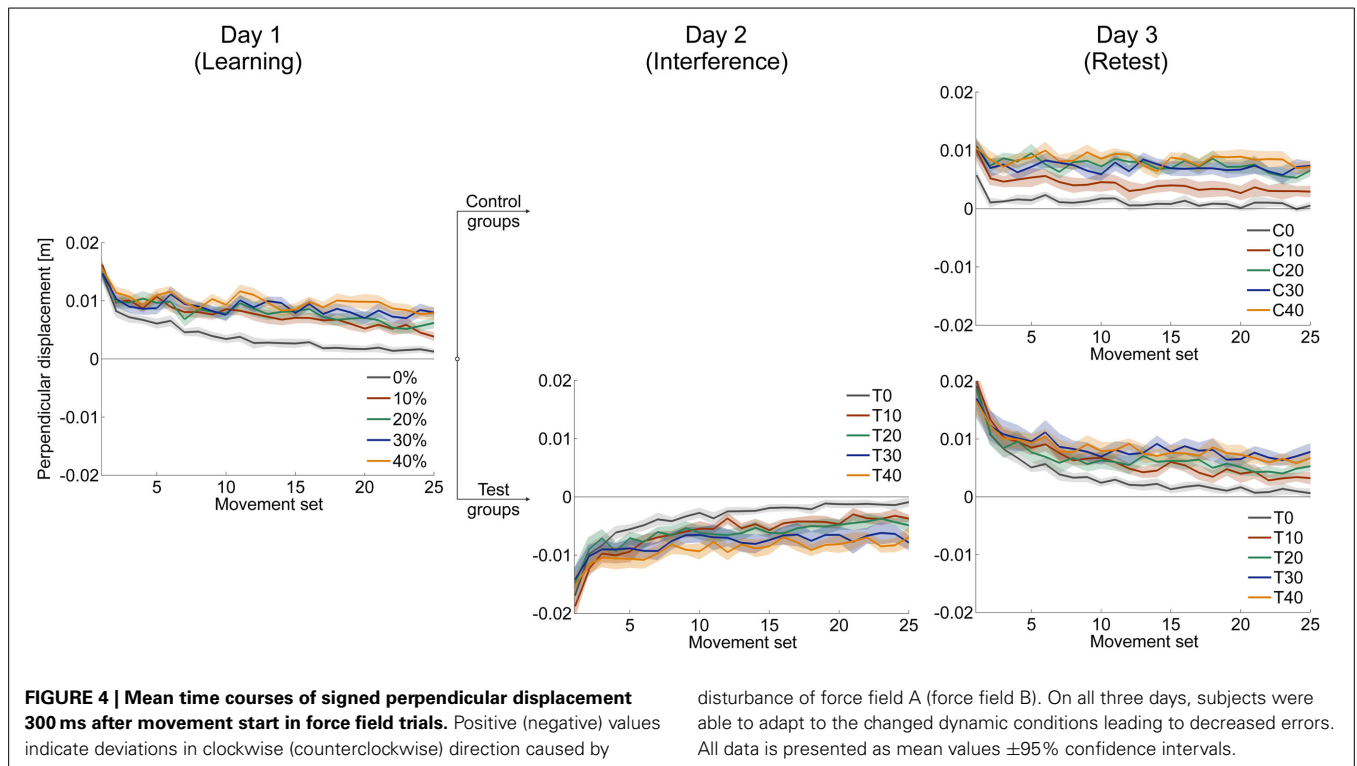 Day 1
(Learning)
Day 2
(Interference)
Day 3
(Retest)
Control
groups
Test
groups
Perpendicular displacement [m]
0.02
0.01
0
-0.01
-0.02
5
10
15
20
25
Movement set
0%
10%
20%
30%
40%
0.02
0.01
0
-0.01
-0.02
5
10
15
20
25
Movement set
T0
T10
T20
T30
T40
0.02
0.01
0
-0.01
-0.02
5
10
15
20
25
Movement set
C0
C10
C20
C30
C40
0.02
0.01
0
-0.01
-0.02
5
10
15
20
25
Movement set
T0
T10
T20
T30
T40
FIGURE 4 | Mean time courses of signed perpendicular displacement
300 ms after movement start in force field trials. Positive (negative) values
indicate deviations in clockwise (counterclockwise) direction caused by
disturbance of force field A (force field B). On all three days, subjects were
able to adapt to the changed dynamic conditions leading to decreased errors.
All data is presented as mean values ±95% confidence intervals.